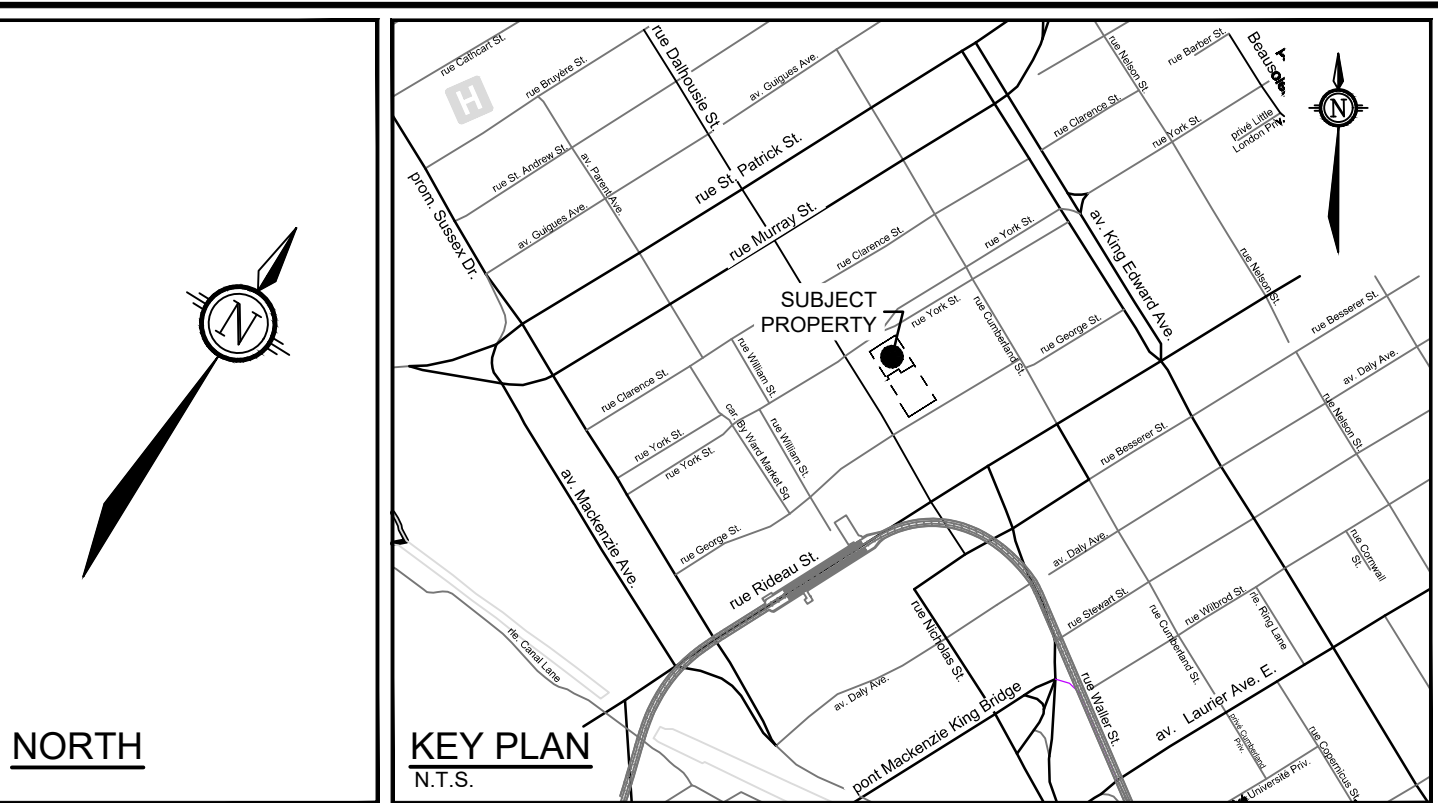 N
NORTH
rue Cathcart St.
H
rue Bruyère St.
rue Dalhousie St.
av. Guigues Ave.
rue Nelson St.
rue Barber St.
rue Clarence St.
rue York St.
privé Little
London Priv.
N
rue St. Andrew St.
av. Parent Ave.
rue St. Patrick St.
prom. Sussex Dr.
av. Guigues Ave.
rue Murray St.
rue Clarence St.
rue York St.
av. King Edward Ave.
rue Nelson St.
SUBJECT
PROPERTY
rue York St.
rue Cumberland St.
rue George St.
rue Besserer St.
rue William St.
av. Daly Ave.
rue Clarence St.
rue Nelson St.
car. By Ward Market Sq
rue William St.
rue York St.
rue York St.
rue Besserer St.
av. Mackenzie Ave.
rue George St.
rue Rideau St.
av. Daly Ave.
rue Cornwall
St.
rue Nicholas St.
rue Stewart St.
rue Cumberland St.
rue Wilbrod St.
rle. Ring Lane
rle. Canal Lane
av. Daly Ave.
rue Waller St.
av. Laurier Ave. E.
pont Mackenzie King Bridge
privé Cumberland
Priv.
rue Copernicus St.
Université Priv.
KEY PLAN
N.T.S.